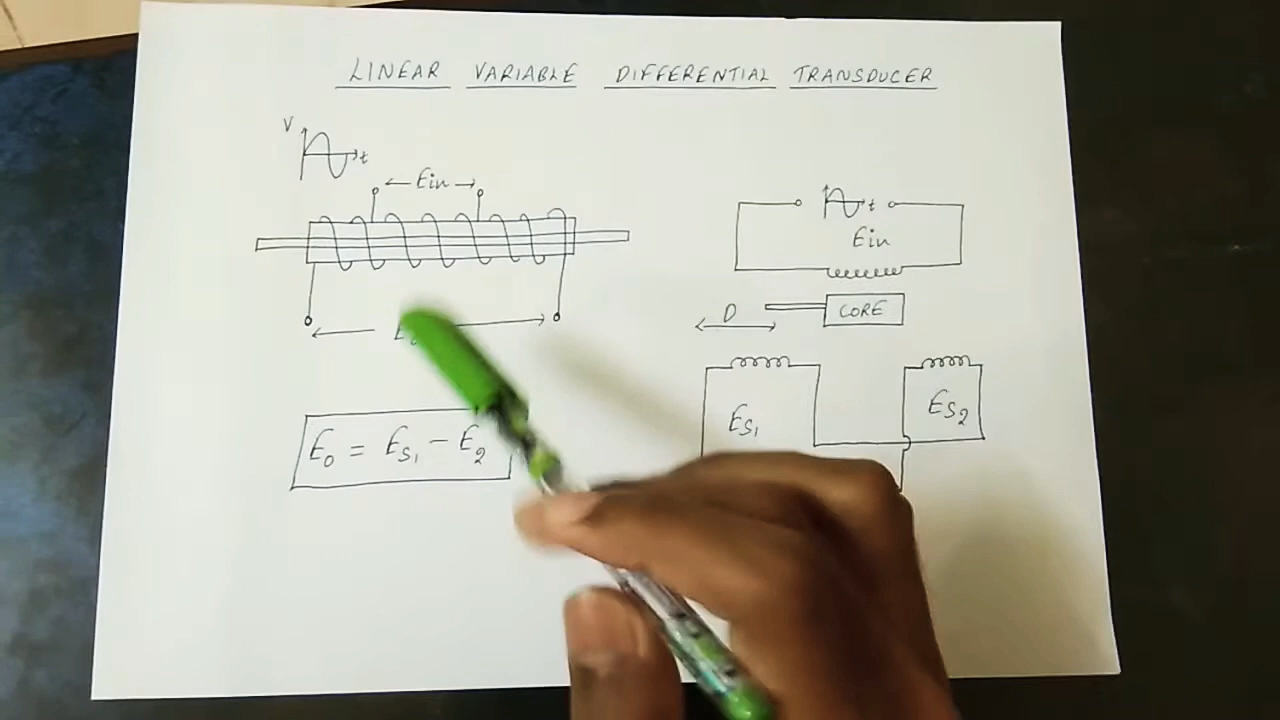 LINEAR VARIABLE DIFFERENTIAL TRANSDUCER
V
t
Ein
t
Ein
CORE
D
ES1
ES2
E0 = ES1 - E2